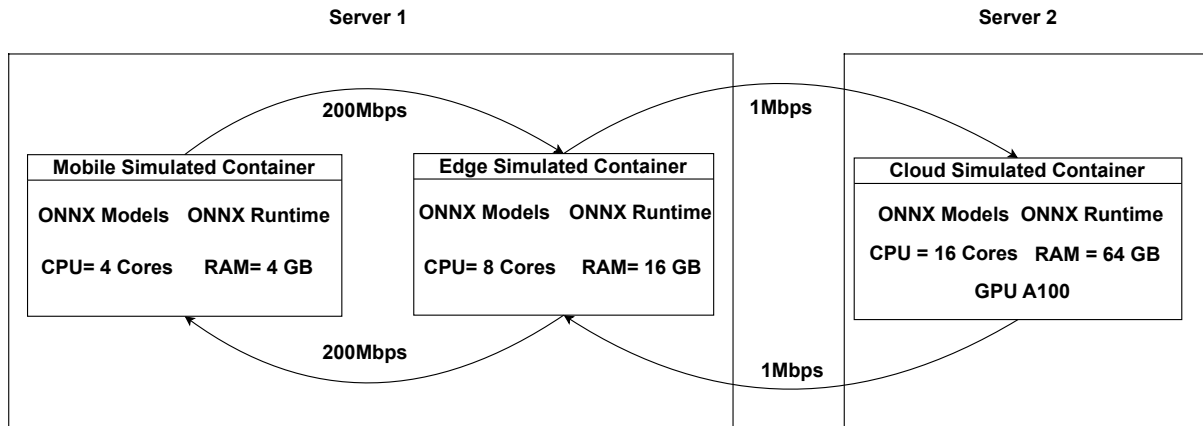 Server 1
Server 2
200Mbps
1Mbps
Mobile Simulated Container
ONNX Models ONNX Runtime
CPU= 4 Cores RAM= 4 GB
Edge Simulated Container
ONNX Models ONNX Runtime
CPU= 8 Cores RAM= 16 GB
Cloud Simulated Container
ONNX Models ONNX Runtime
CPU = 16 Cores RAM = 64 GB
GPU A100
200Mbps
1Mbps